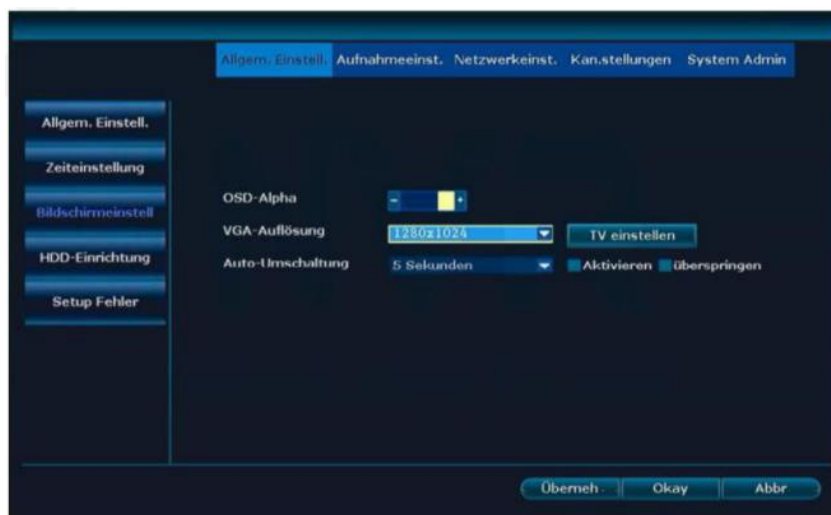 Allgem. Einstell. Aufnahmeeinst. Netzwerkeinst. Kan.stellungen System Admin
Allgem. Einstell.
Zeiteinstellung
Bildschirmeinstell
HDD-Einrichtung
Setup Fehler
OSD-Alpha - +
VGA-Auflösung 1280x1024 TV einstellen
Auto-Umschaltung 5 Sekunden Aktivieren überspringen
Überneh. Okay Abbr